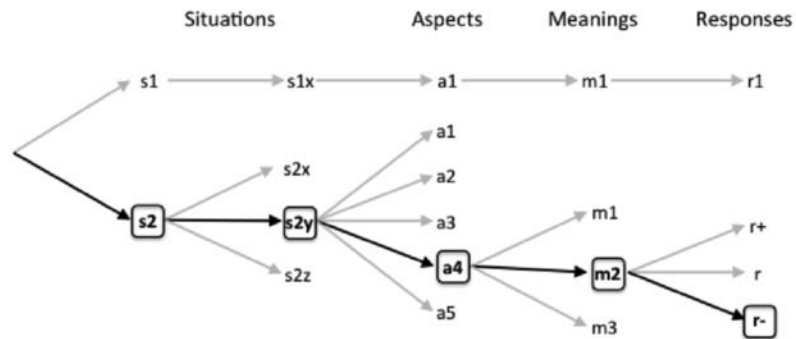 Situations Aspects Meanings Responses
s1 s1x a1 m1 r1
a1
s2x a2
s2 s2y a3 m1 r+
a4 m2 r
s2z
a5 m3 r-